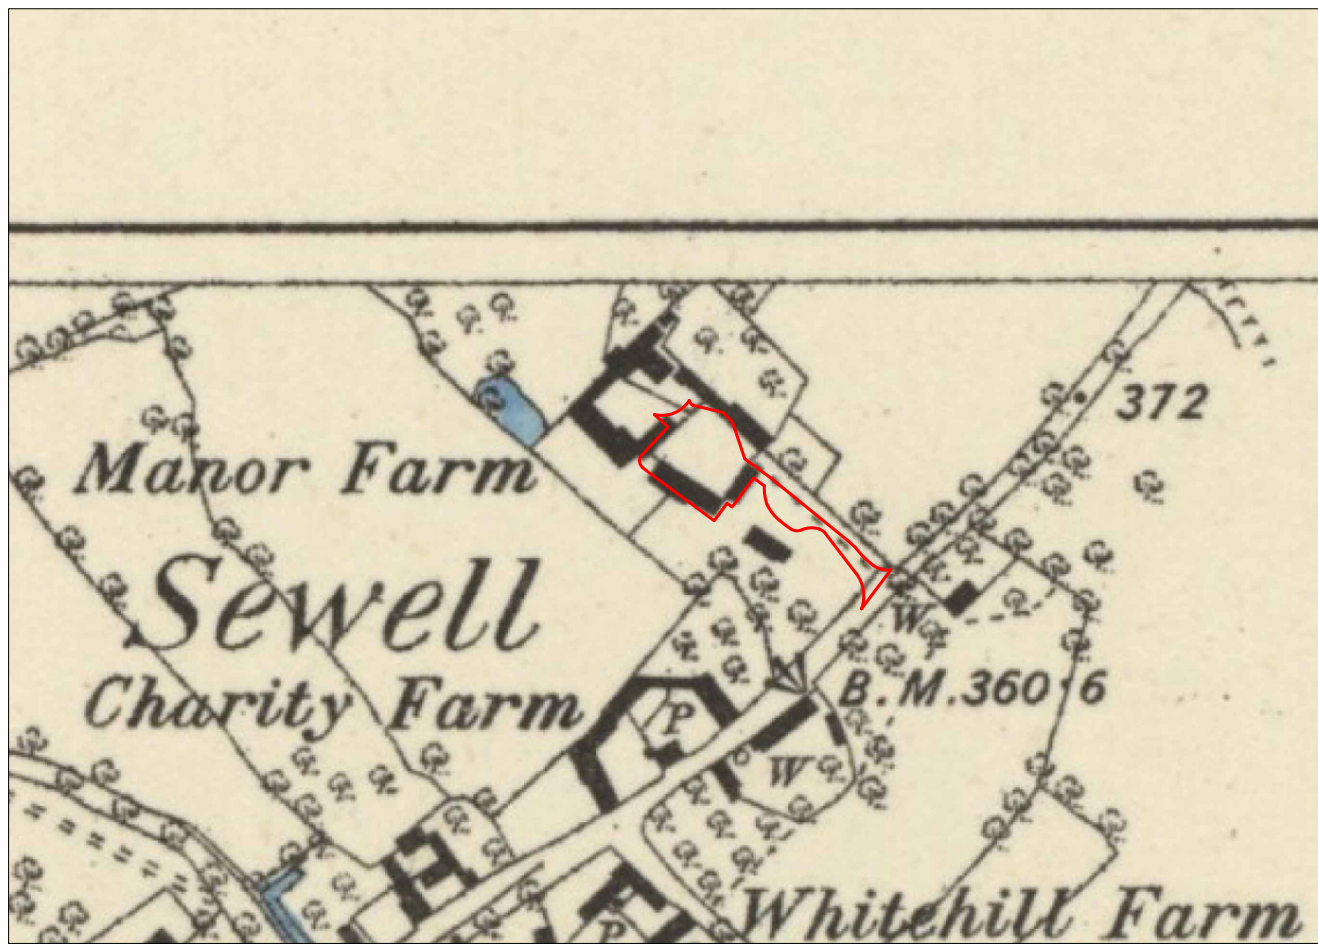 372
Manor Farm
Sewell
W
B.M.360·6
Charity Farm
P
W
Whitehill Farm
P